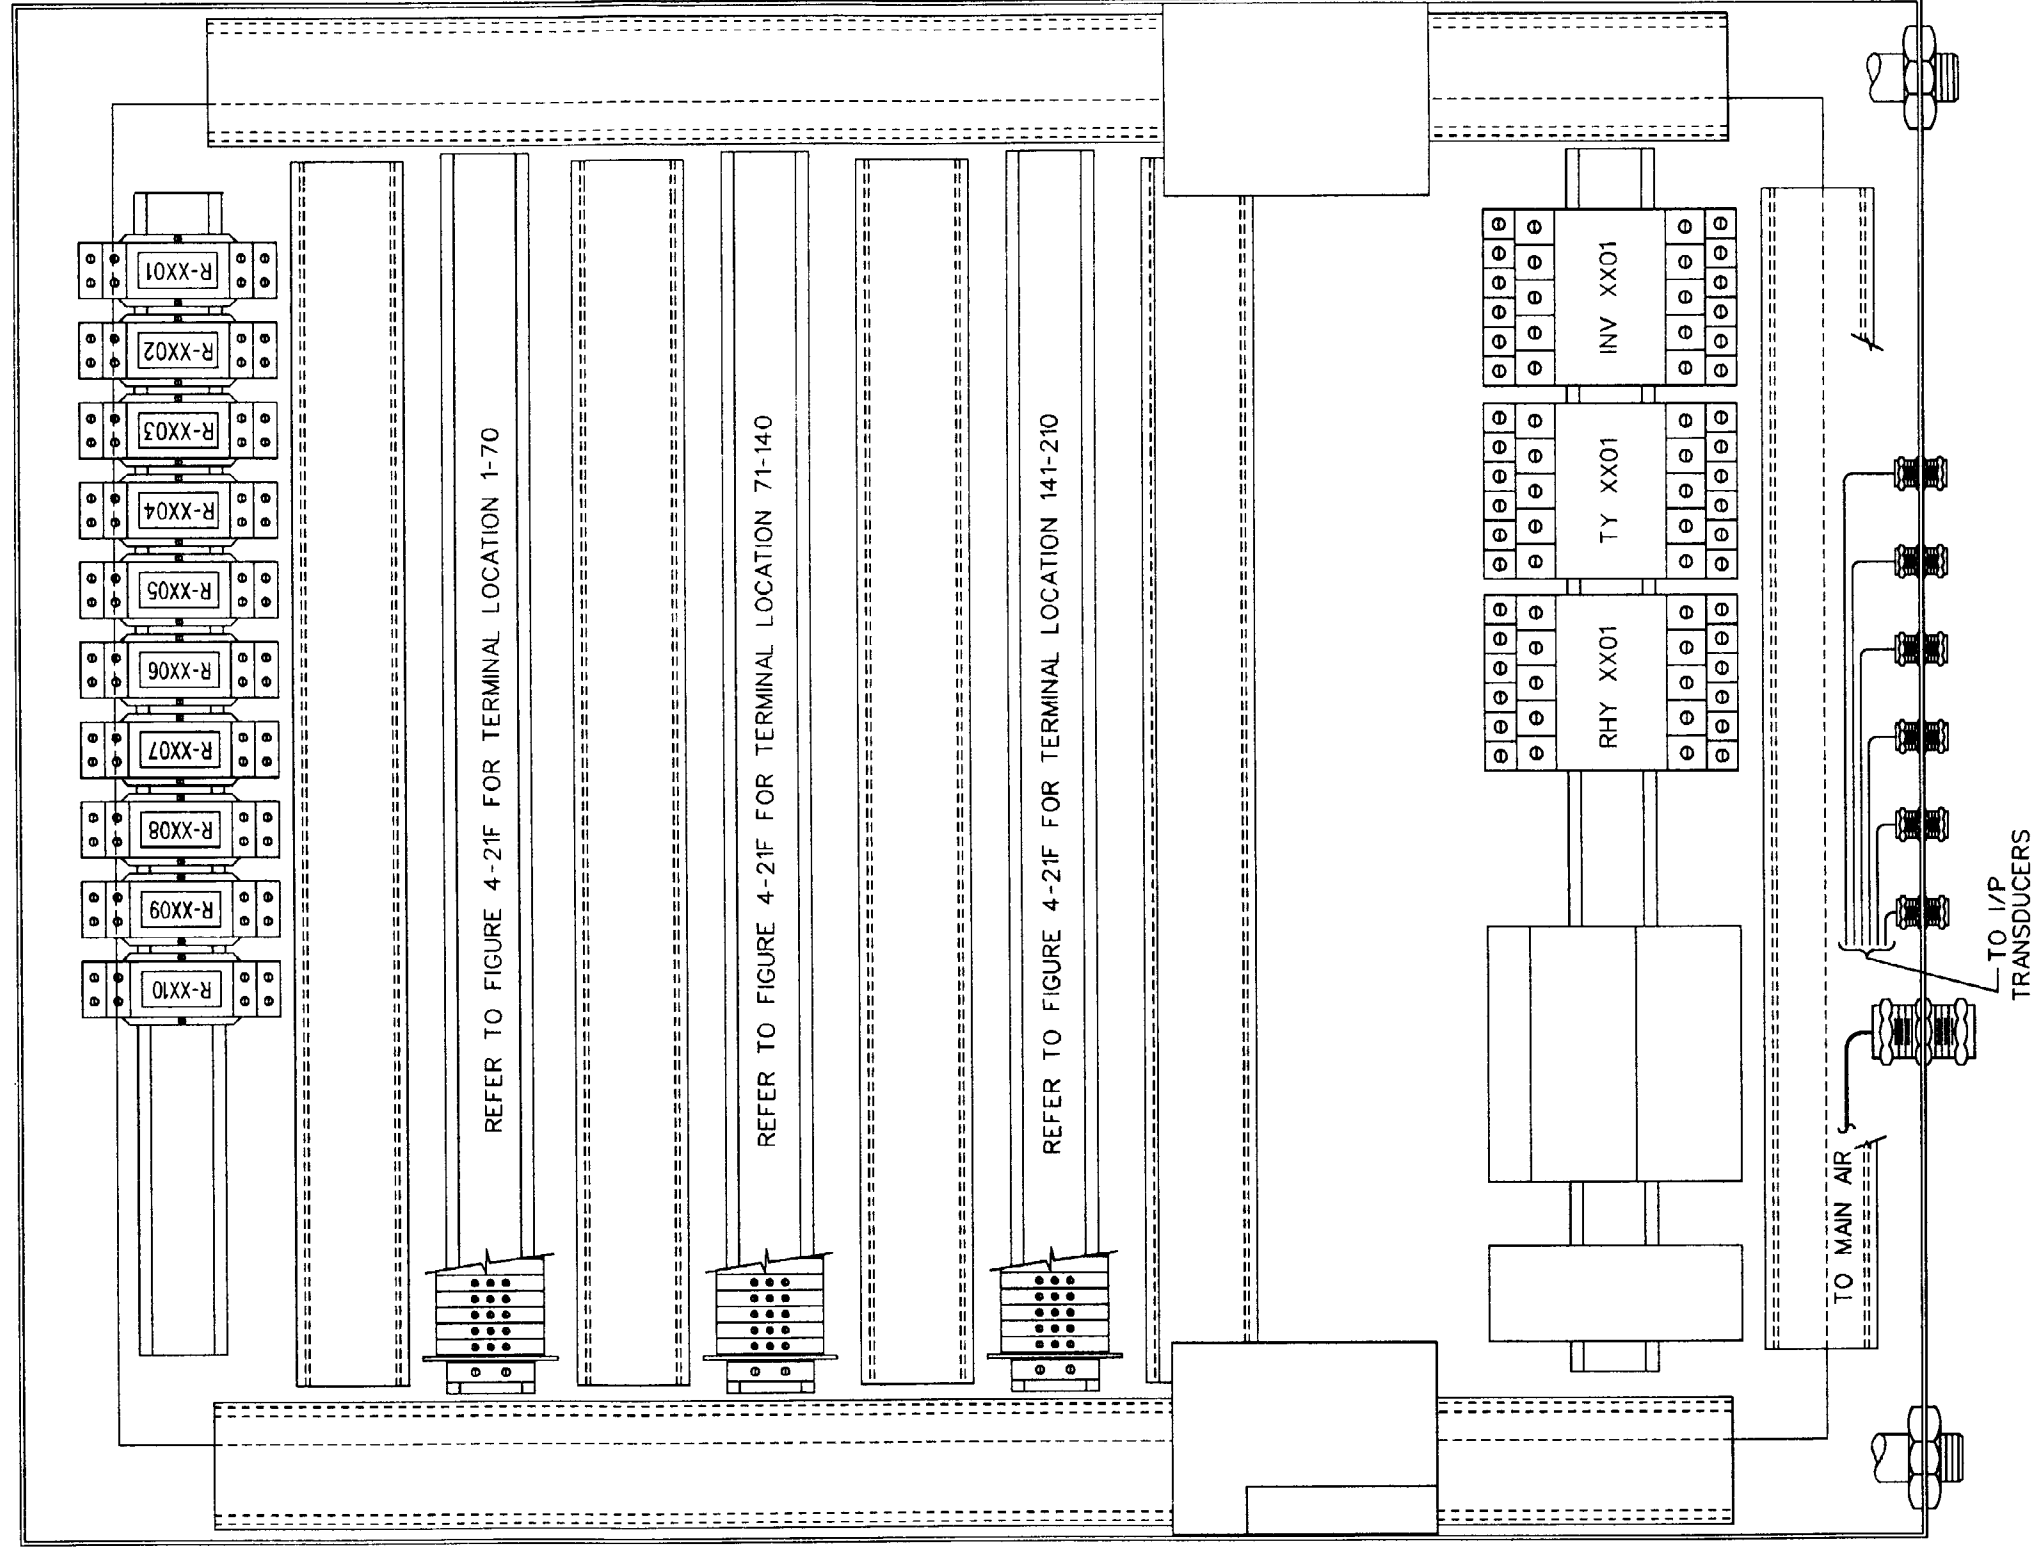 R-XX01
R-XX02
R-XX03
R-XX04
R-XX05
R-XX06
R-XX07
R-XX08
R-XX09
R-XX10
REFER TO FIGURE 4-21F FOR TERMINAL LOCATION 1-70
REFER TO FIGURE 4-21F FOR TERMINAL LOCATION 71-140
REFER TO FIGURE 4-21F FOR TERMINAL LOCATION 141-210
INV XX01
TY XX01
RHY XX01
TO MAIN AIR
TO I/P
TRANSDUCERS